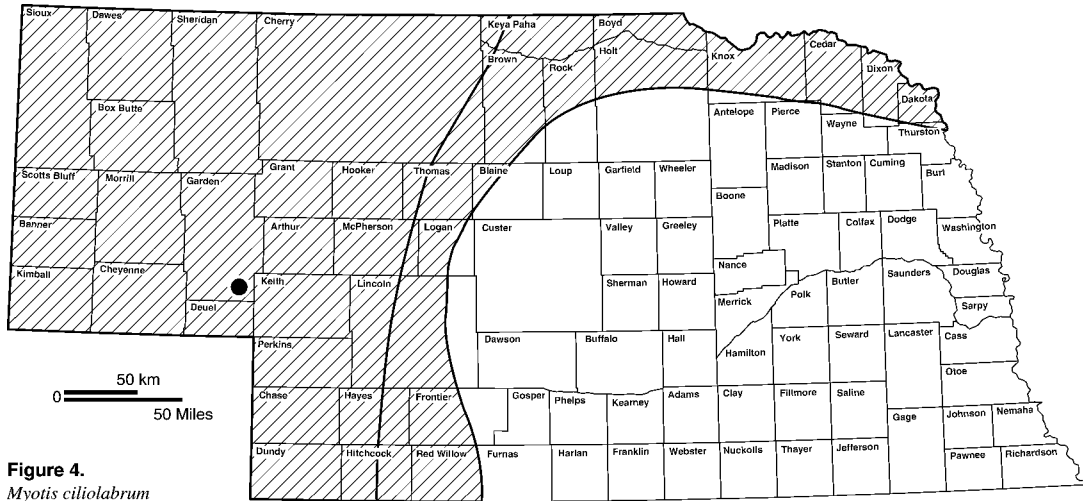 Sioux
Dawes
Sheridan
Cherry
Keya Paha
Boyd
Brown
Rock
Holt
Knox
Cedar
Dixon
Dakota
Box Butte
Antelope
Pierce
Wayne
Thurston
Scotts Bluff
Morrill
Garden
Grant
Hooker
Thomas
Blaine
Loup
Garfield
Wheeler
Madison
Stanton
Cuming
Burt
Boone
Banner
Arthur
McPherson
Logan
Custer
Valley
Greeley
Platte
Colfax
Dodge
Washington
Kimball
Cheyenne
Deuel
Keith
Lincoln
Sherman
Howard
Nance
Merrick
Polk
Butler
Saunders
Douglas
Sarpy
Perkins
Dawson
Buffalo
Hall
Hamilton
York
Seward
Lancaster
Cass
Otoe
50 km
0
50 Miles
Chase
Hayes
Frontier
Gosper
Phelps
Kearney
Adams
Clay
Fillmore
Saline
Gage
Johnson
Nemaha
Dundy
Hitchcock
Red Willow
Furnas
Harlan
Franklin
Webster
Nuckolls
Thayer
Jefferson
Pawnee
Richardson
Figure 4.
Myotis ciliolabrum